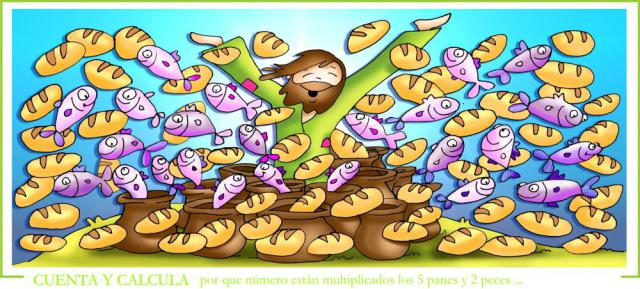 CUENTA Y CALCULA por que número están multiplicados los 5 panes y 2 peces ...